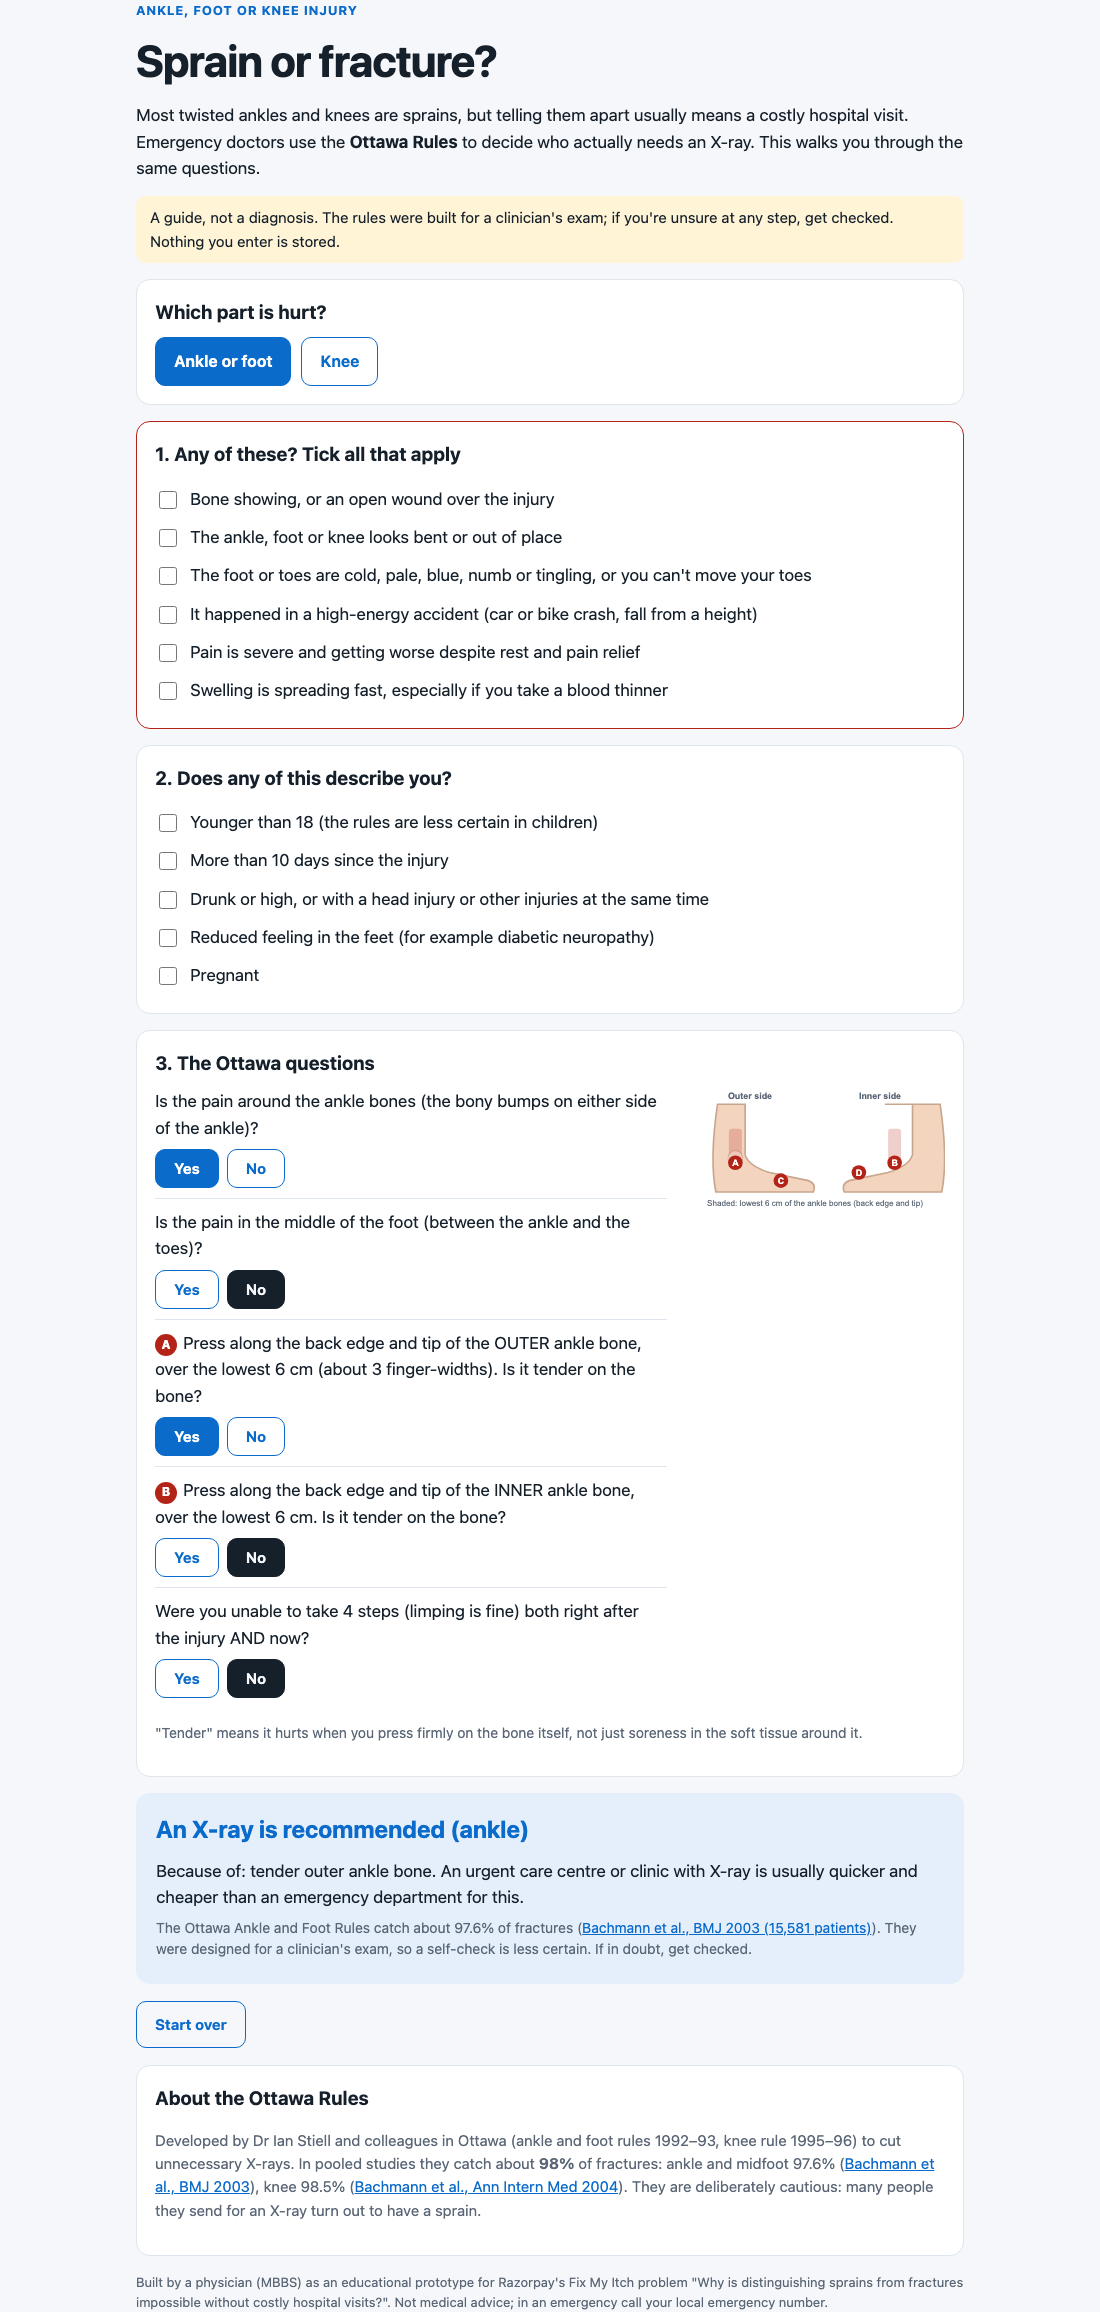 ANKLE, FOOT OR KNEE INJURY
Sprain or fracture?
Most twisted ankles and knees are sprains, but telling them apart usually means a costly hospital visit.
Emergency doctors use the Ottawa Rules to decide who actually needs an X-ray. This walks you through the
same questions.
A guide, not a diagnosis. The rules were built for a clinician's exam; if you're unsure at any step, get checked.
Nothing you enter is stored.
Which part is hurt?
Ankle or foot
Knee
1. Any of these? Tick all that apply
Bone showing, or an open wound over the injury
The ankle, foot or knee looks bent or out of place
The foot or toes are cold, pale, blue, numb or tingling, or you can't move your toes
It happened in a high-energy accident (car or bike crash, fall from a height)
Pain is severe and getting worse despite rest and pain relief
Swelling is spreading fast, especially if you take a blood thinner
2. Does any of this describe you?
Younger than 18 (the rules are less certain in children)
More than 10 days since the injury
Drunk or high, or with a head injury or other injuries at the same time
Reduced feeling in the feet (for example diabetic neuropathy)
Pregnant
3. The Ottawa questions
Is the pain around the ankle bones (the bony bumps on either side
of the ankle)?
Yes No
Is the pain in the middle of the foot (between the ankle and the
toes)?
Yes No
A Press along the back edge and tip of the OUTER ankle bone,
over the lowest 6 cm (about 3 finger-widths). Is it tender on the
bone?
Yes No
B Press along the back edge and tip of the INNER ankle bone,
over the lowest 6 cm. Is it tender on the bone?
Yes No
Were you unable to take 4 steps (limping is fine) both right after
the injury AND now?
Yes No
Outer side
Inner side
A
B
C
D
Shaded: lowest 6 cm of the ankle bones (back edge and tip)
"Tender" means it hurts when you press firmly on the bone itself, not just soreness in the soft tissue around it.
An X-ray is recommended (ankle)
Because of: tender outer ankle bone. An urgent care centre or clinic with X-ray is usually quicker and
cheaper than an emergency department for this.
The Ottawa Ankle and Foot Rules catch about 97.6% of fractures (Bachmann et al., BMJ 2003 (15,581 patients)). They
were designed for a clinician's exam, so a self-check is less certain. If in doubt, get checked.
Start over
About the Ottawa Rules
Developed by Dr Ian Stiell and colleagues in Ottawa (ankle and foot rules 1992–93, knee rule 1995–96) to cut
unnecessary X-rays. In pooled studies they catch about 98% of fractures: ankle and midfoot 97.6% (Bachmann et
al., BMJ 2003), knee 98.5% (Bachmann et al., Ann Intern Med 2004). They are deliberately cautious: many people
they send for an X-ray turn out to have a sprain.
Built by a physician (MBBS) as an educational prototype for Razorpay's Fix My Itch problem "Why is distinguishing sprains from fractures
impossible without costly hospital visits?". Not medical advice; in an emergency call your local emergency number.